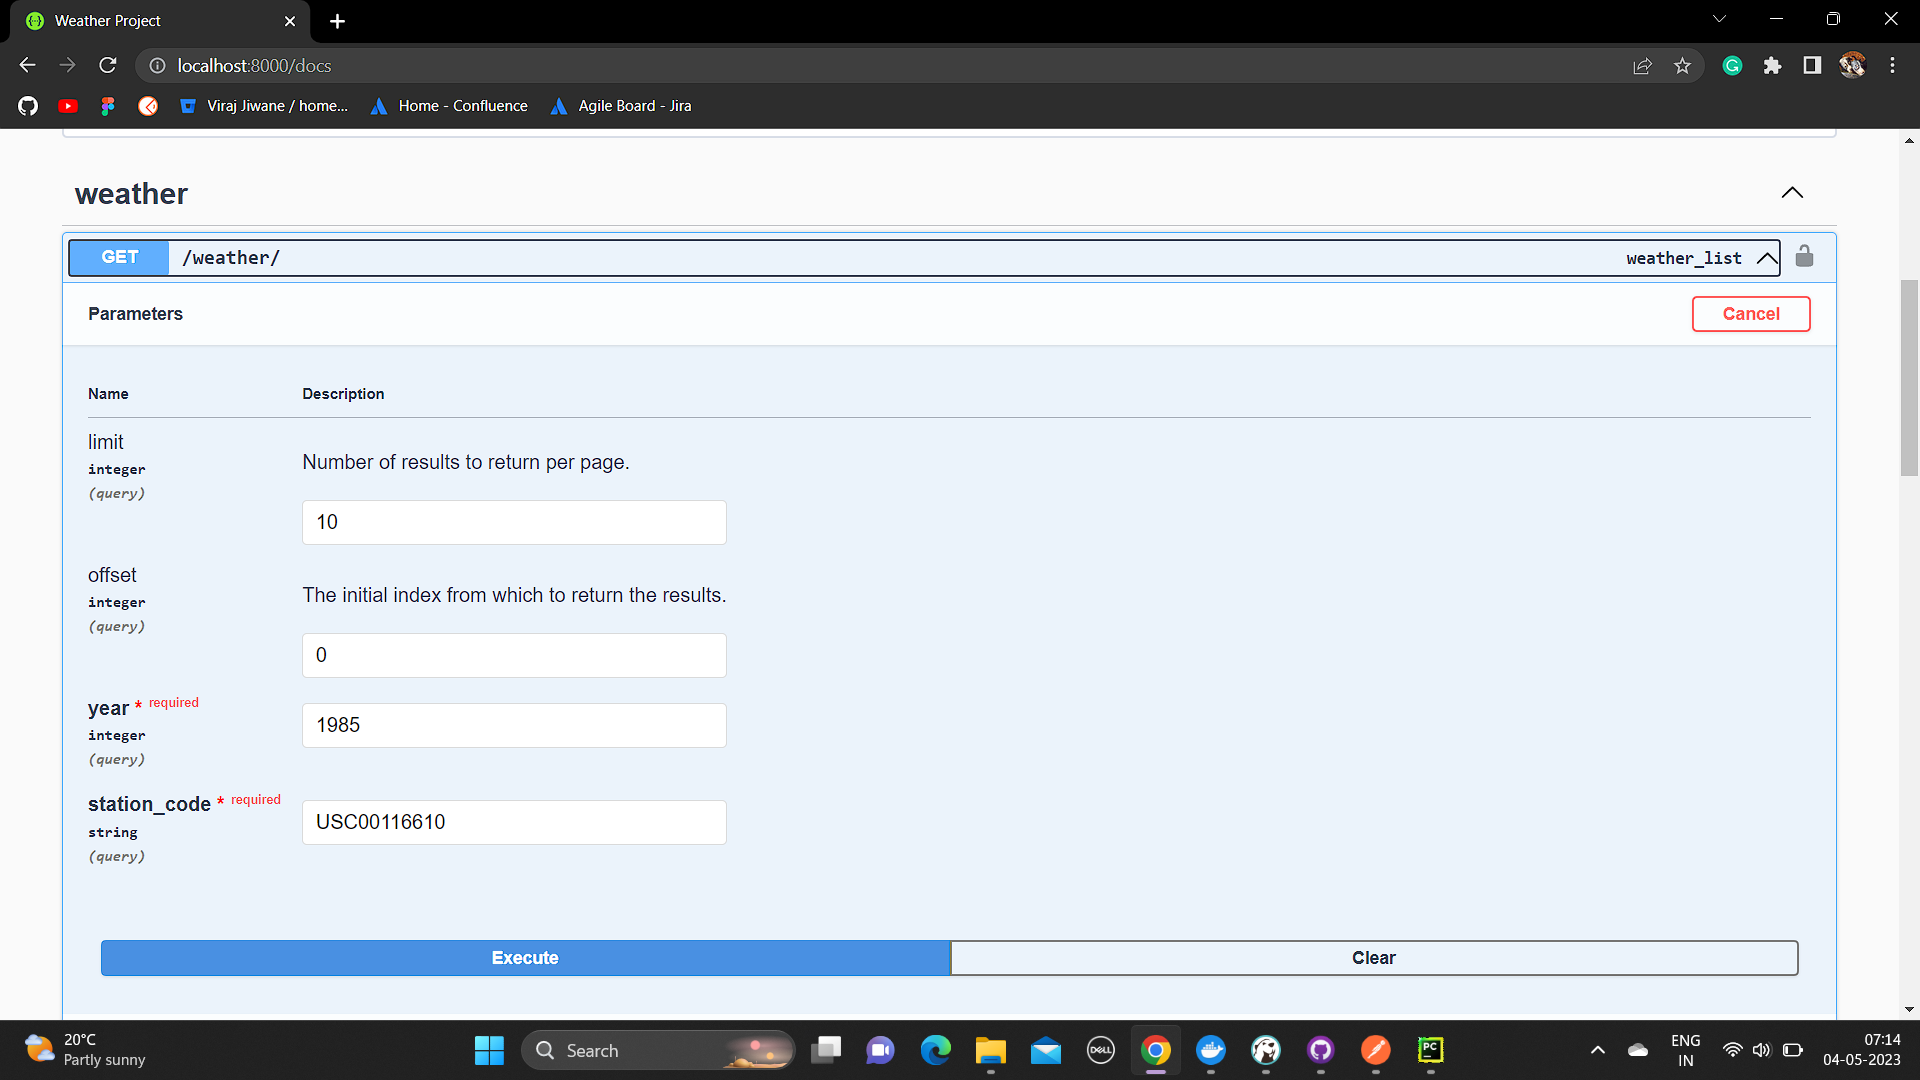 Weather Project
localhost:8000/docs
Viraj Jiwane / home...
Home - Confluence
Agile Board - Jira
weather
GET /weather/ weather_list
Parameters
Cancel
Name Description
limit
integer
(query)
Number of results to return per page.
10
offset
integer
(query)
The initial index from which to return the results.
0
year * required
integer
(query)
1985
station_code * required
string
(query)
USC00116610
Execute
Clear
20°C
Partly sunny
Search
DELL
PC
ENG
IN
07:14
04-05-2023